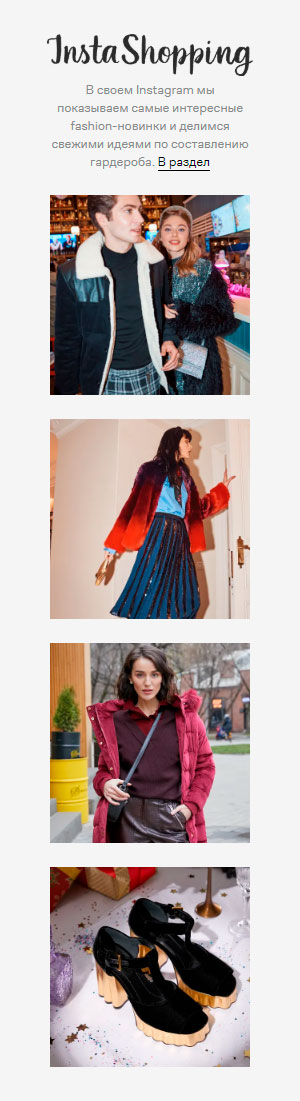 InstaShopping
В своем Instagram мы
показываем самые интересные
fashion-новинки и делимся
свежими идеями по составлению
гардероба. В раздел